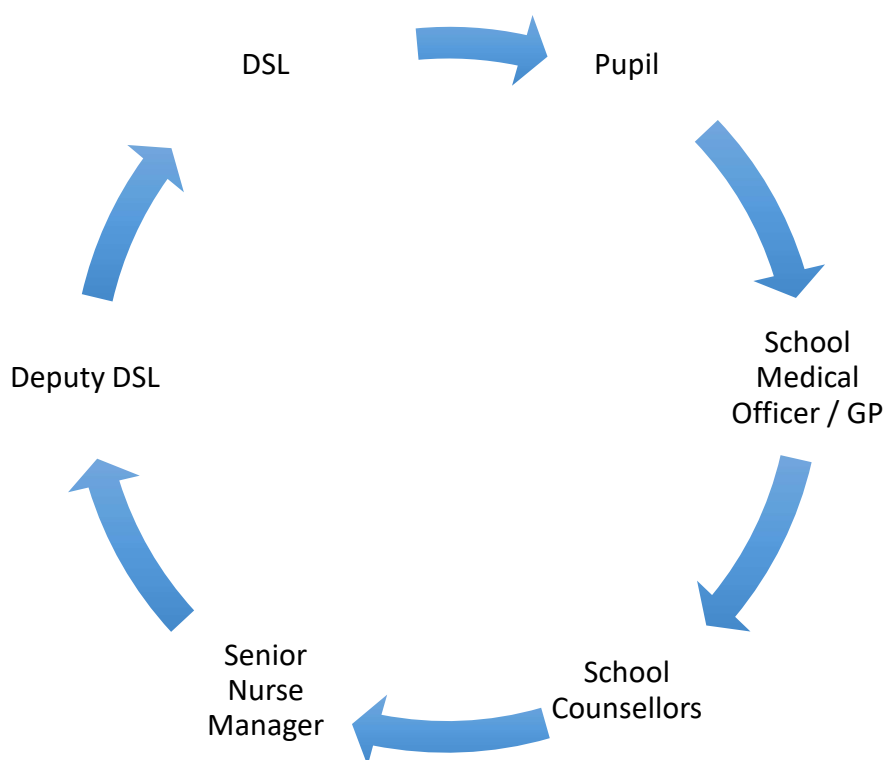 DSL
Pupil
School
Medical
Officer / GP
School
Counsellors
Senior
Nurse
Manager
Deputy DSL